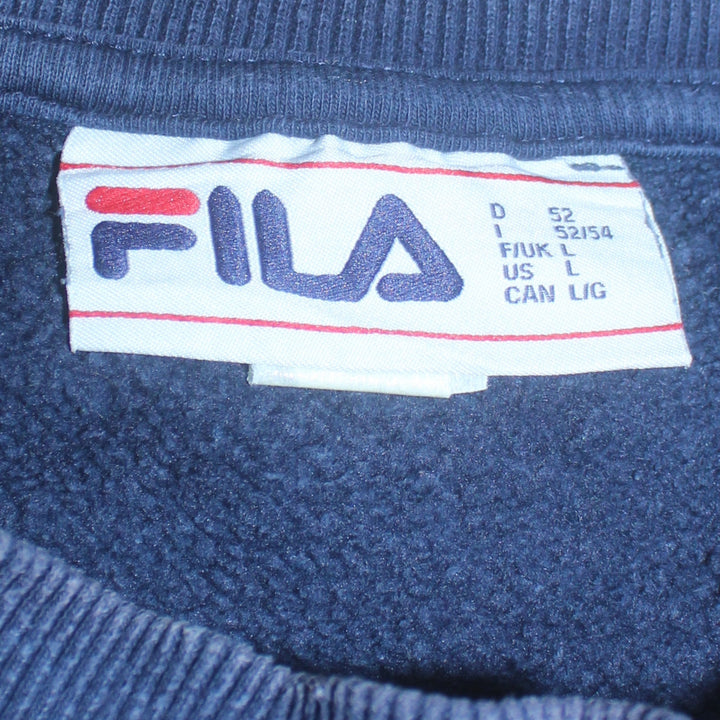 FILA
D 52
I 52/54
F/UK L
US L
CAN L/G